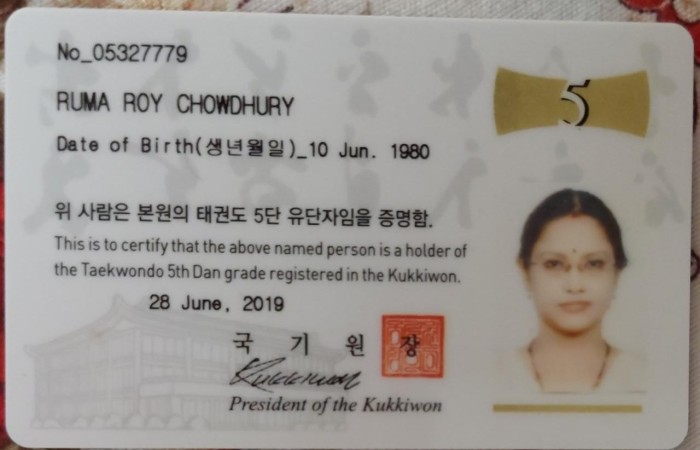 No_05327779
5
RUMA ROY CHOWDHURY
Date of Birth(생년월일)_10 Jun. 1980
위 사람은 본원의 태권도 5단 유단자임을 증명함.
This is to certify that the above named person is a holder of
the Taekwondo 5th Dan grade registered in the Kukkiwon.
28 June, 2019
국 기 원 장
Kukkiwon
President of the Kukkiwon